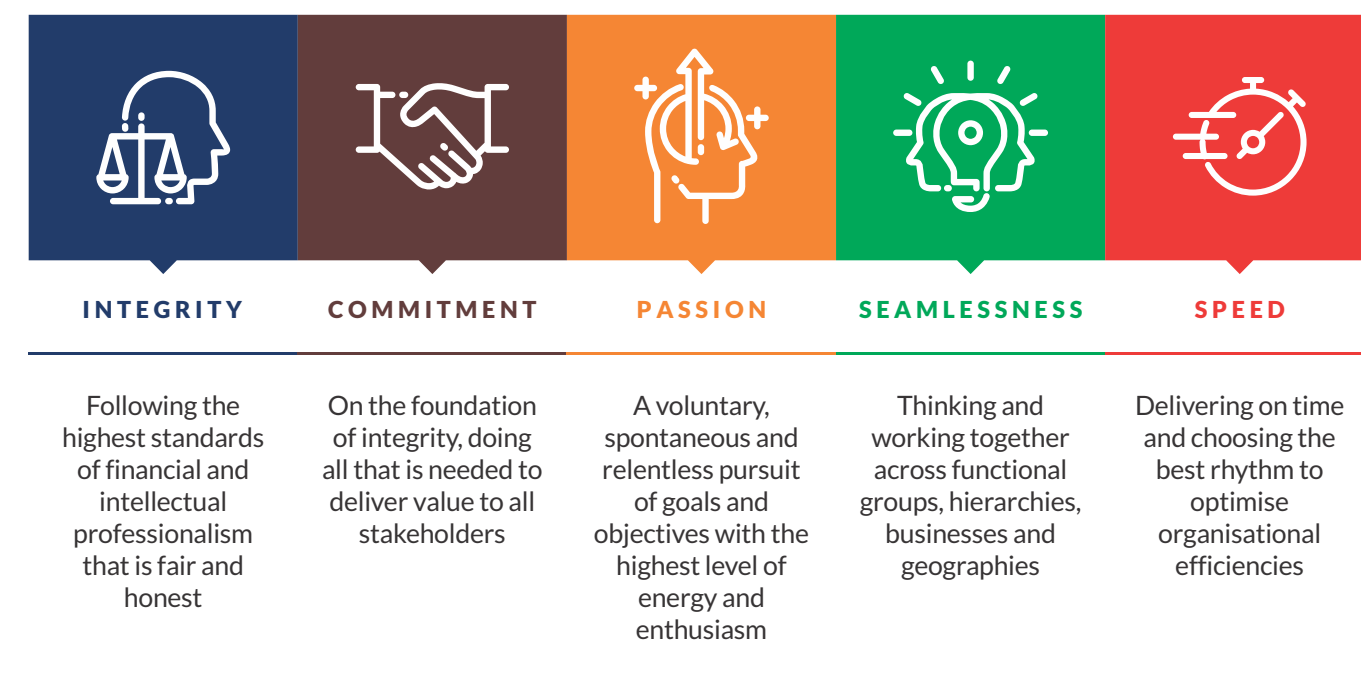 INTEGRITY
Following the
highest standards
of financial and
intellectual
professionalism
that is fair and
honest
COMMITMENT
On the foundation
of integrity, doing
all that is needed to
deliver value to all
stakeholders
PASSION
A voluntary,
spontaneous and
relentless pursuit
of goals and
objectives with the
highest level of
energy and
enthusiasm
SEAMLESSNESS
Thinking and
working together
across functional
groups, hierarchies,
businesses and
geographies
SPEED
Delivering on time
and choosing the
best rhythm to
optimise
organisational
efficiencies